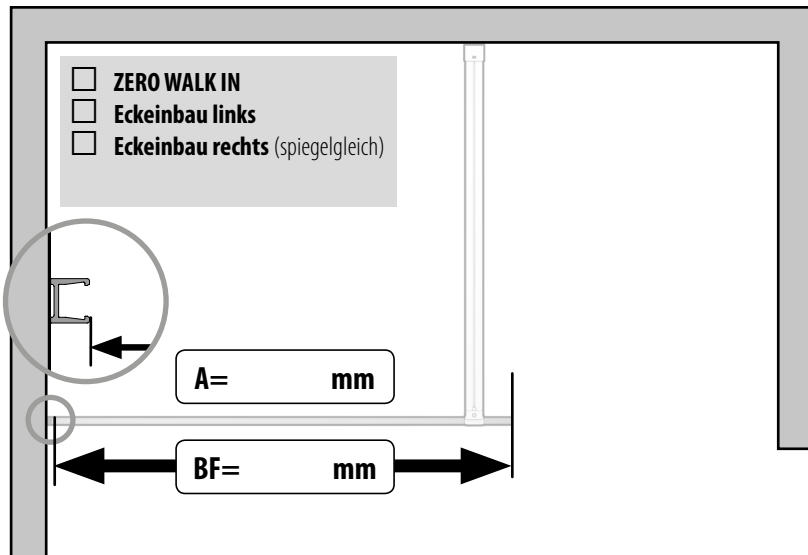 ZERO WALK IN
Eckeinbau links
Eckeinbau rechts (spiegelgleich)
A= mm
BF= mm